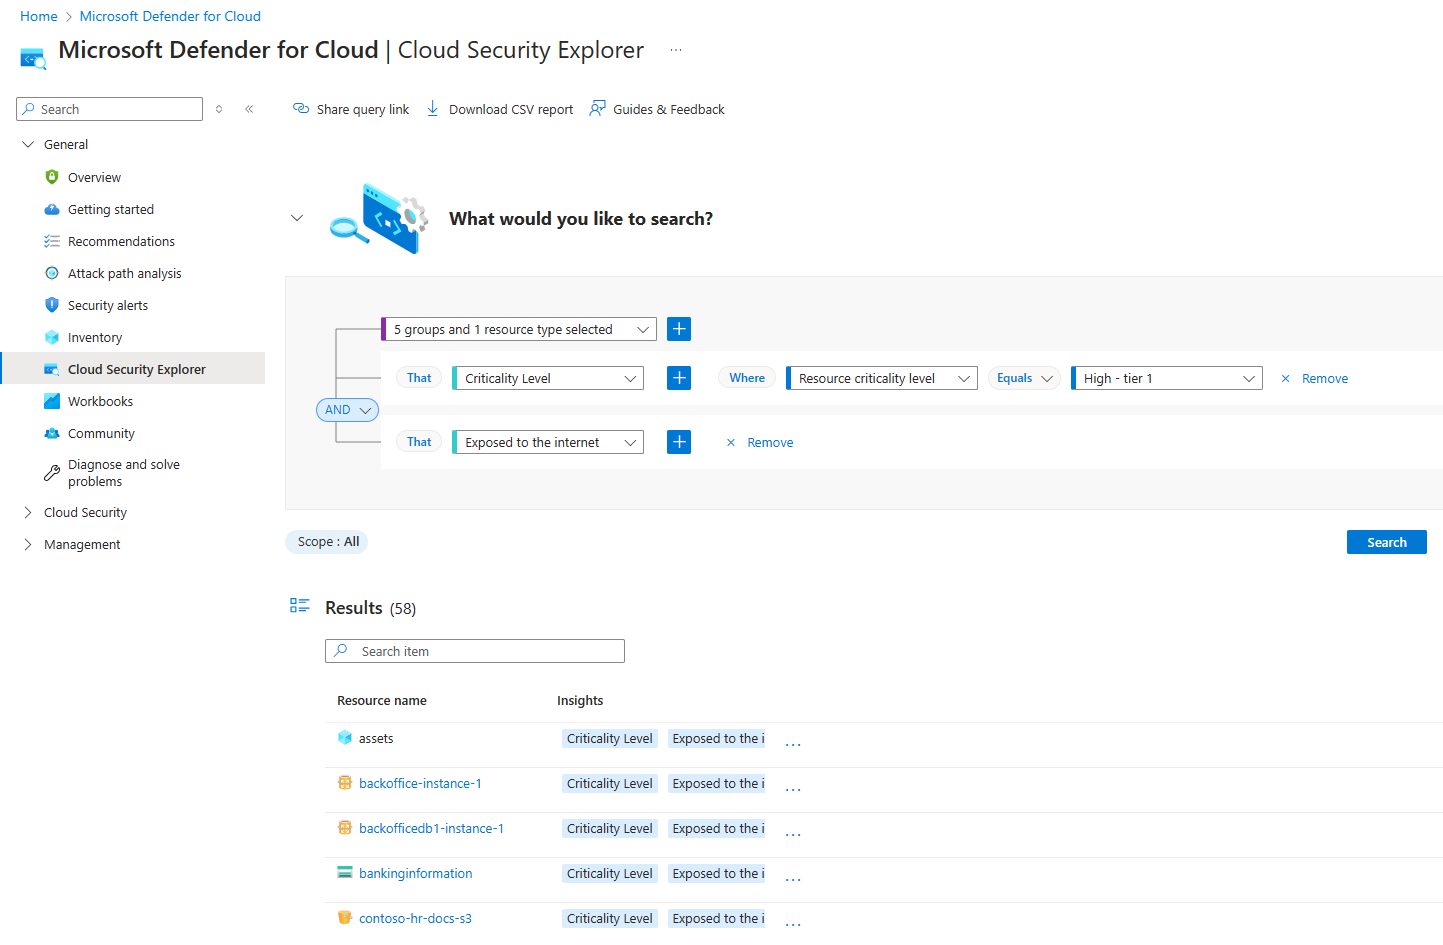 Home > Microsoft Defender for Cloud
Microsoft Defender for Cloud | Cloud Security Explorer ...
Search
Share query link
Download CSV report
Guides & Feedback
General
Overview
Getting started
Recommendations
Attack path analysis
Security alerts
Inventory
Cloud Security Explorer
Workbooks
Community
Diagnose and solve
problems
Cloud Security
Management
What would you like to search?
5 groups and 1 resource type selected
That Criticality Level Where Resource criticality level Equals High - tier 1 Remove
AND
That Exposed to the internet Remove
Scope : All
Search
Results (58)
Search item
Resource name Insights
assets Criticality Level Exposed to the i ...
backoffice-instance-1 Criticality Level Exposed to the i ...
backofficedb1-instance-1 Criticality Level Exposed to the i ...
bankinginformation Criticality Level Exposed to the i ...
contoso-hr-docs-s3 Criticality Level Exposed to the i ...